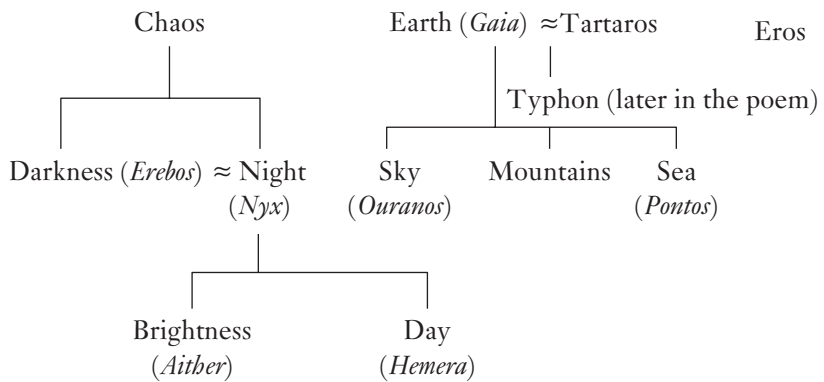 Chaos
Earth (Gaia) ≈Tartaros
Eros
Typhon (later in the poem)
Darkness (Erebos) ≈ Night
(Nyx)
Sky
(Ouranos)
Mountains
Sea
(Pontos)
Brightness
(Aither)
Day
(Hemera)